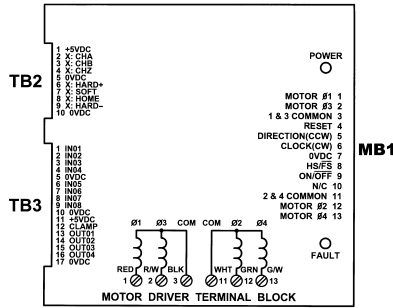 TB2
1 +5VDC
2 X: CHA
3 X: CHB
4 X: CHZ
5 0VDC
6 X: HARD+
7 X: SOFT
8 X: HOME
9 X: HARD–
10 0VDC
TB3
1 IN01
2 IN02
3 IN03
4 IN04
5 0VDC
6 IN05
7 IN06
8 IN07
9 IN08
10 0VDC
11 +5VDC
12 CLAMP
13 OUT01
14 OUT02
15 OUT03
16 OUT04
17 0VDC
POWER
MB1
MOTOR Ø1 1
MOTOR Ø3 2
1 & 3 COMMON 3
RESET 4
DIRECTION(CCW) 5
CLOCK(CW) 6
0VDC 7
HS/FS 8
ON/OFF 9
N/C 10
2 & 4 COMMON 11
MOTOR Ø2 12
MOTOR Ø4 13
FAULT
Ø1 Ø3 COM COM Ø2 Ø4
RED R/W BLK WHT GRN G/W
1 2 3 11 12 13
MOTOR DRIVER TERMINAL BLOCK